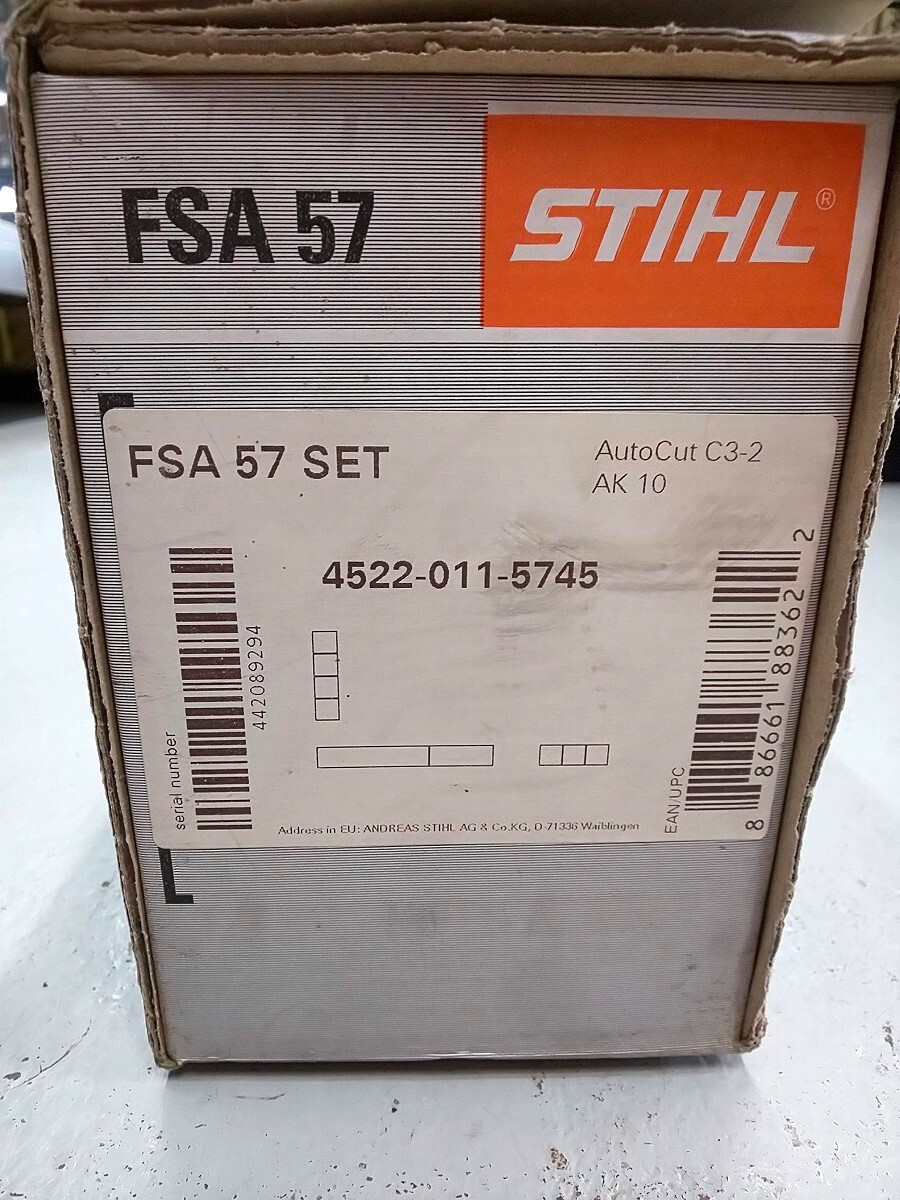 FSA 57
STIHL®
FSA 57 SET
AutoCut C3-2
AK 10
4522-011-5745
serial number
442089294
EAN/UPC
8 86661 88362 2
Address in EU: ANDREAS STIHL AG & Co.KG, D-71336 Waiblingen